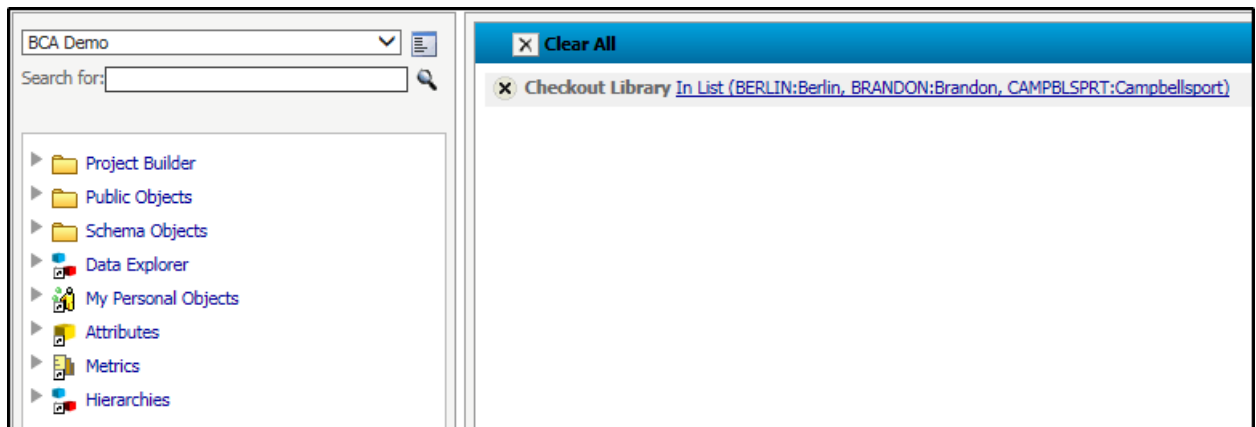 BCA Demo
Search for:
Project Builder
Public Objects
Schema Objects
Data Explorer
My Personal Objects
Attributes
Metrics
Hierarchies
Clear All
Checkout Library In List (BERLIN:Berlin, BRANDON:Brandon, CAMPBLSPRT:Campbellsport)